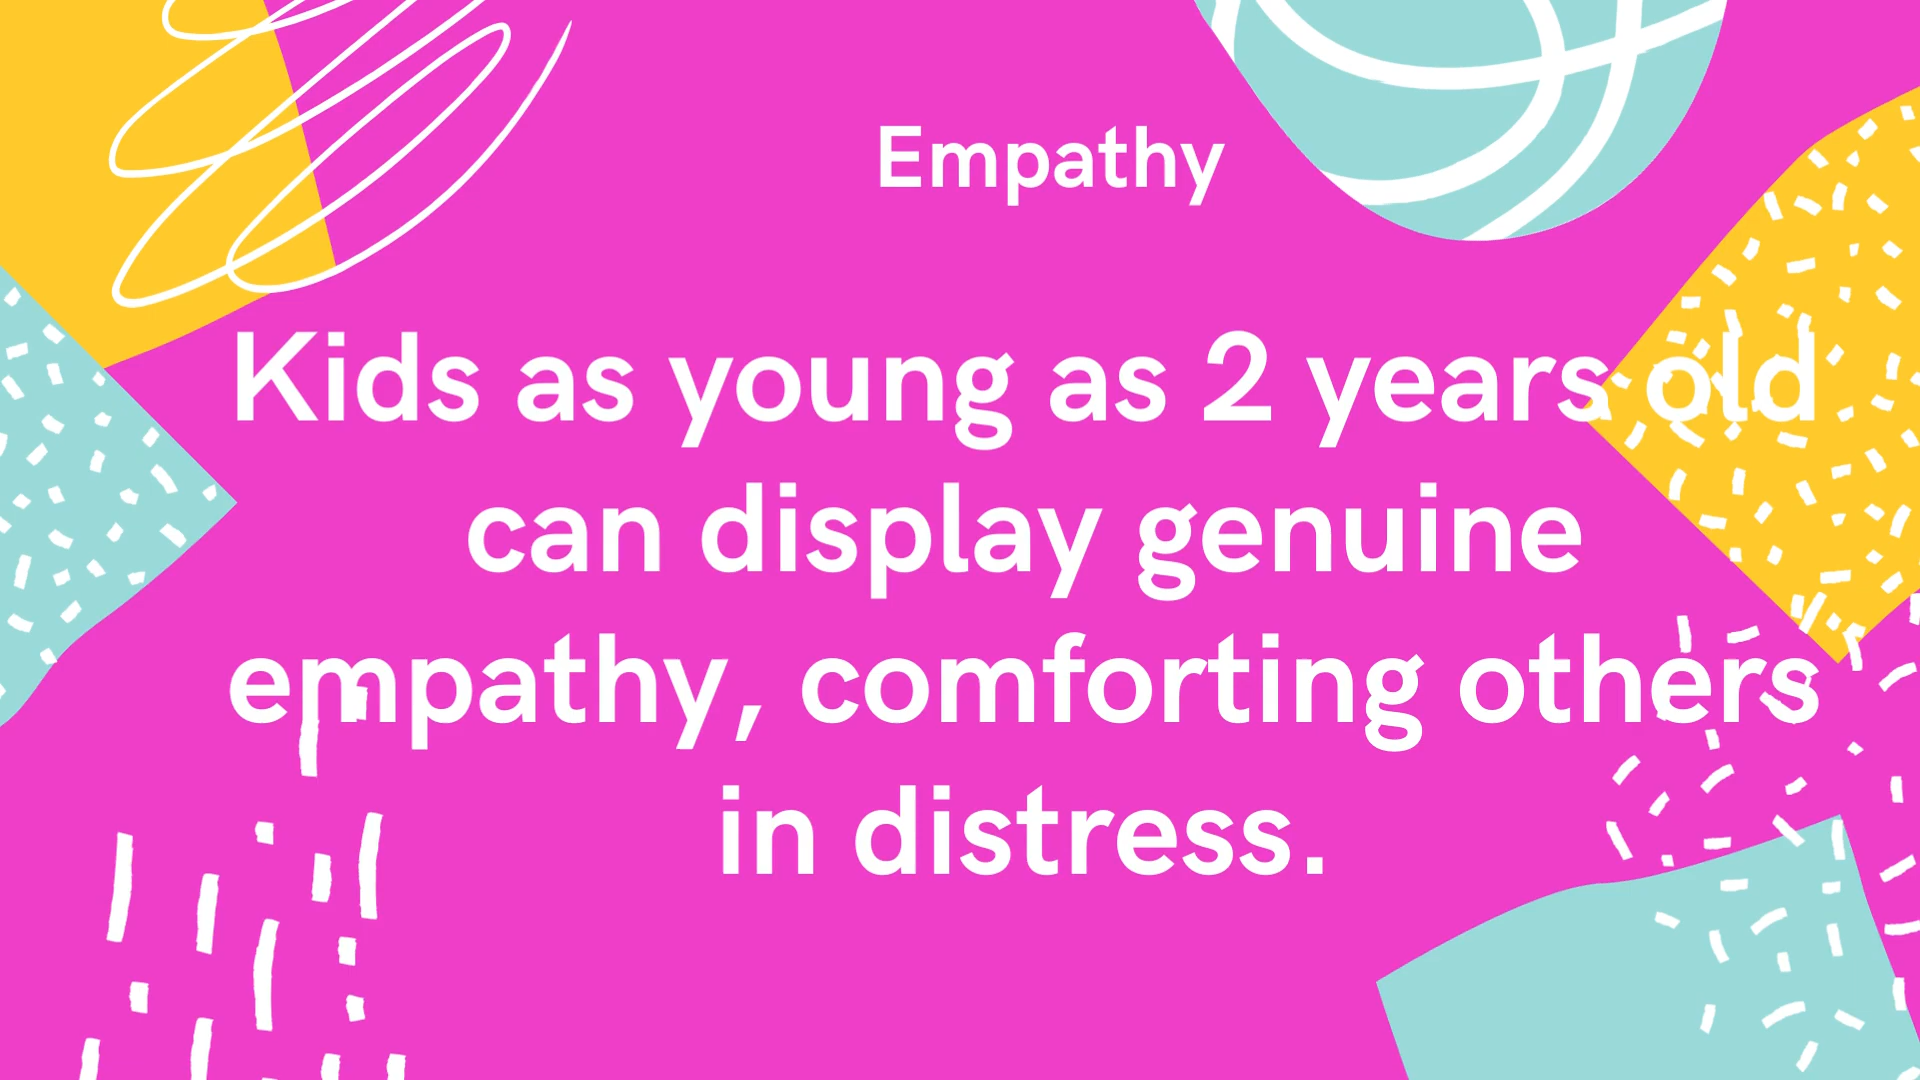 Empathy
Kids as young as 2 years old
can display genuine
empathy, comforting others
in distress.